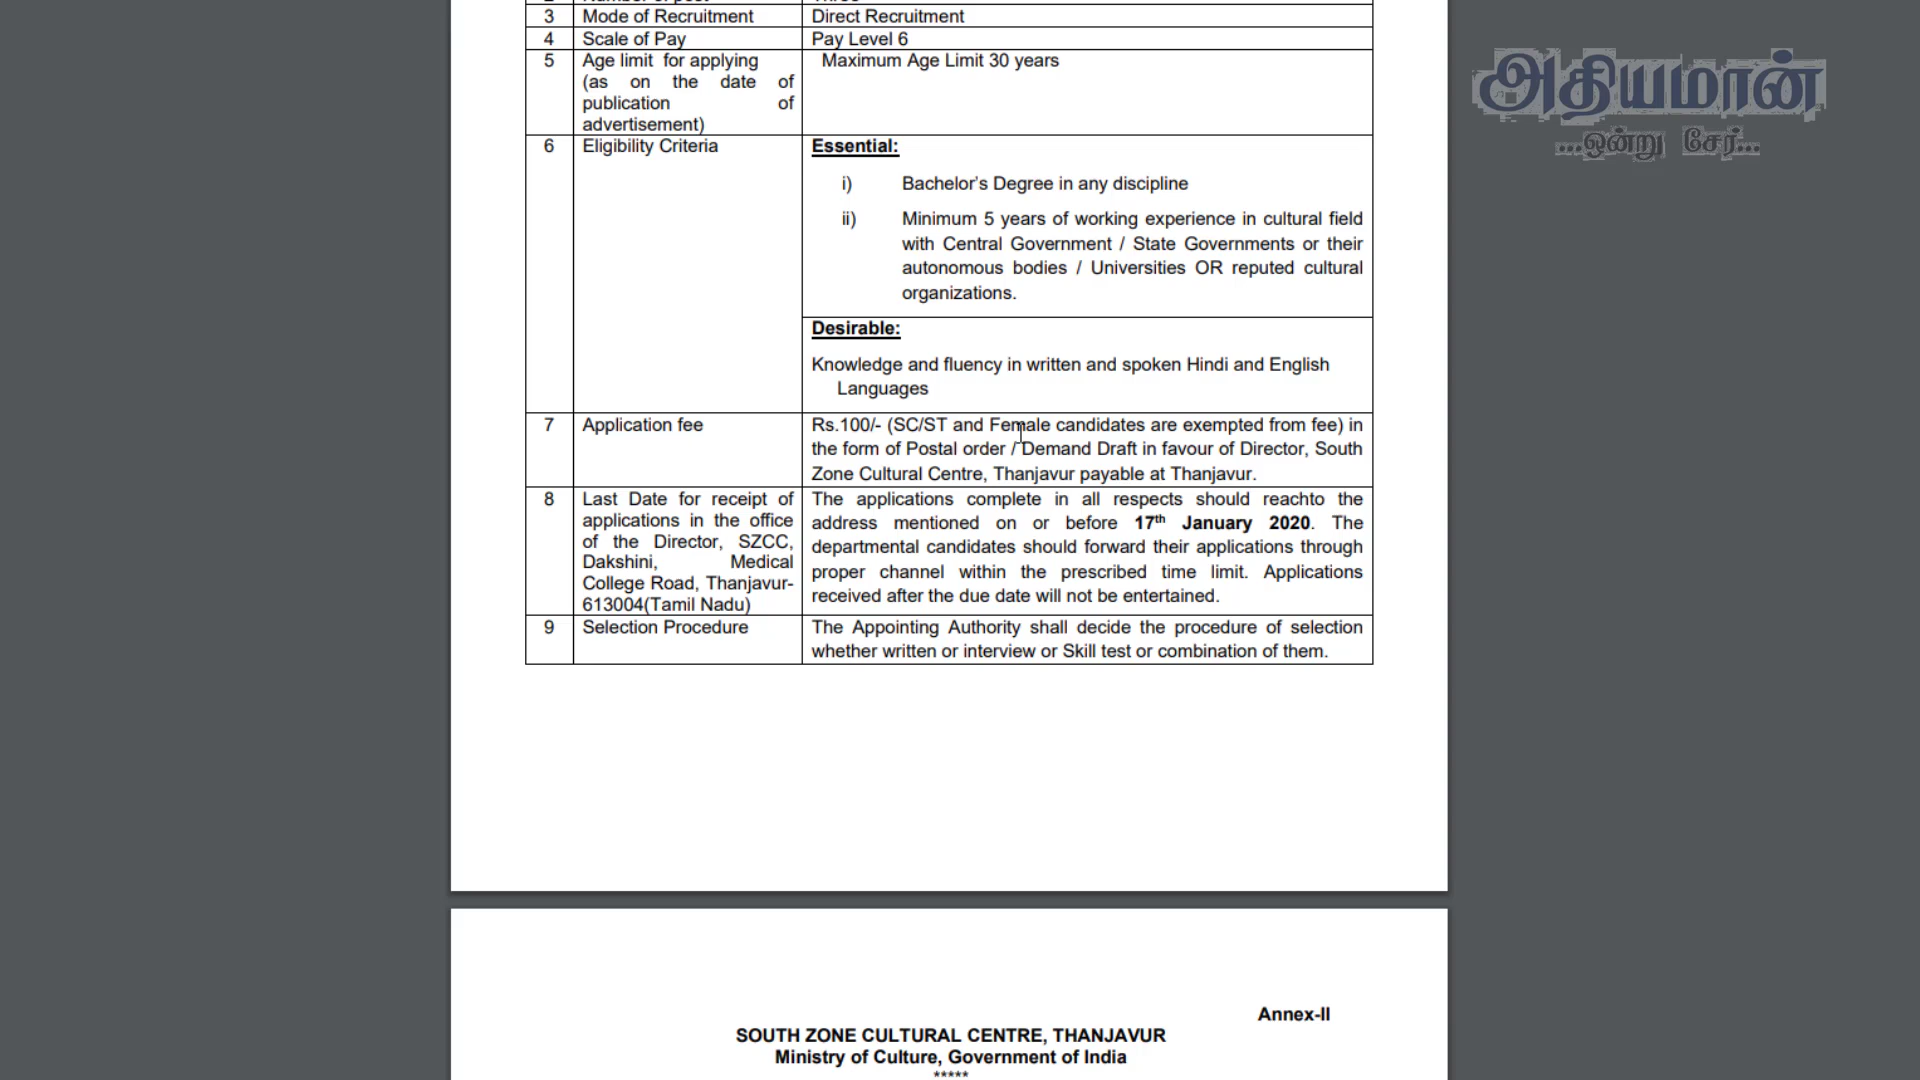 2 Number of post Three
3 Mode of Recruitment Direct Recruitment
4 Scale of Pay Pay Level 6
5 Age limit for applying Maximum Age Limit 30 years
(as on the date of
publication of
advertisement)
6 Eligibility Criteria Essential:
i) Bachelor’s Degree in any discipline
ii) Minimum 5 years of working experience in cultural field
with Central Government / State Governments or their
autonomous bodies / Universities OR reputed cultural
organizations.
Desirable:
Knowledge and fluency in written and spoken Hindi and English
Languages
7 Application fee Rs.100/- (SC/ST and Female candidates are exempted from fee) in
the form of Postal order / Demand Draft in favour of Director, South
Zone Cultural Centre, Thanjavur payable at Thanjavur.
8 Last Date for receipt of
applications in the office
of the Director, SZCC,
Dakshini, Medical
College Road, Thanjavur-
613004(Tamil Nadu)
The applications complete in all respects should reachto the
address mentioned on or before 17th January 2020. The
departmental candidates should forward their applications through
proper channel within the prescribed time limit. Applications
received after the due date will not be entertained.
9 Selection Procedure The Appointing Authority shall decide the procedure of selection
whether written or interview or Skill test or combination of them.
Annex-II
SOUTH ZONE CULTURAL CENTRE, THANJAVUR
Ministry of Culture, Government of India
*****
அதியமான்
...ஒன்று சேர்...